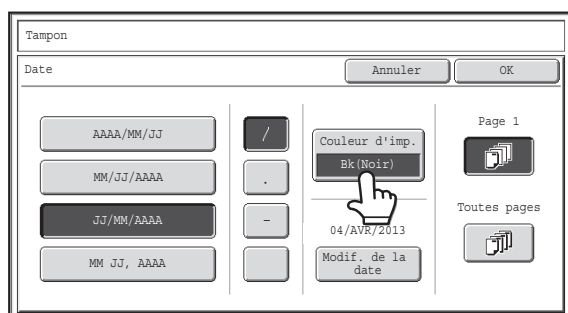 Tampon
Date
Annuler
OK
AAAA/MM/JJ
MM/JJ/AAAA
JJ/MM/AAAA
MM JJ, AAAA
/
.
-
Couleur d'imp.
Bk(Noir)
04/AVR/2013
Modif. de la
date
Page 1
Toutes pages